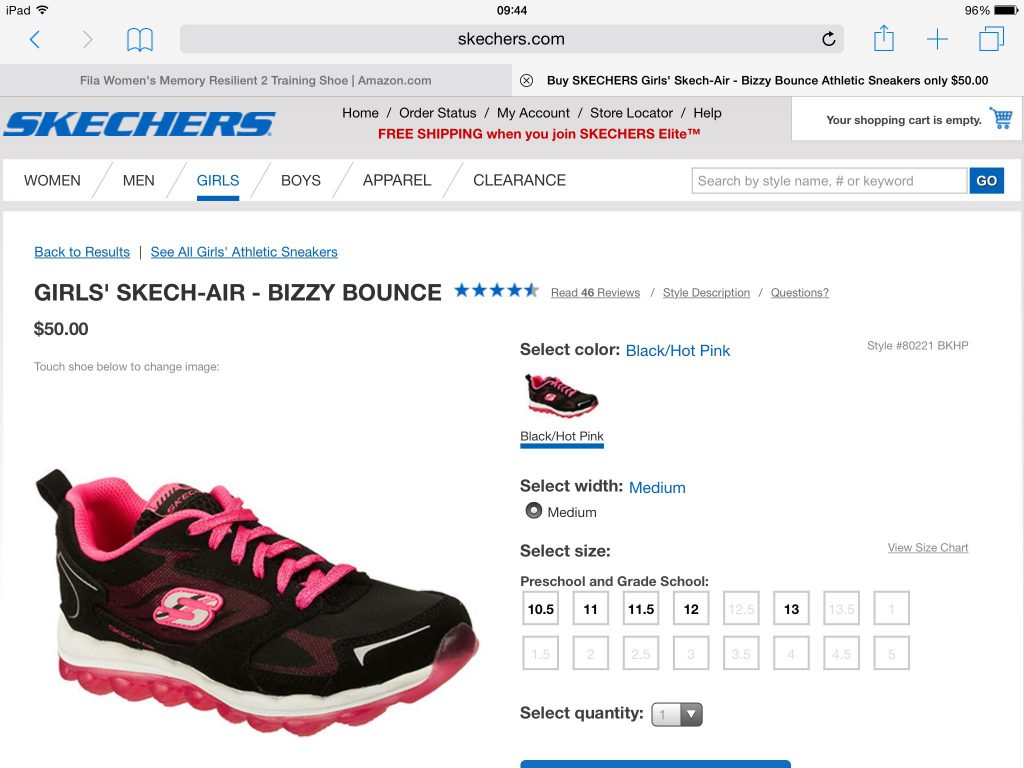 iPad 09:44 96%
skechers.com
Fila Women's Memory Resilient 2 Training Shoe | Amazon.com
Buy SKECHERS Girls' Skech-Air - Bizzy Bounce Athletic Sneakers only $50.00
SKECHERS
Home / Order Status / My Account / Store Locator / Help
FREE SHIPPING when you join SKECHERS Elite™
Your shopping cart is empty.
WOMEN MEN GIRLS BOYS APPAREL CLEARANCE
Search by style name, # or keyword GO
Back to Results | See All Girls' Athletic Sneakers
GIRLS' SKECH-AIR - BIZZY BOUNCE
Read 46 Reviews / Style Description / Questions?
$50.00
Touch shoe below to change image:
Select color: Black/Hot Pink
Style #80221 BKHP
Black/Hot Pink
Select width: Medium
Medium
Select size:
View Size Chart
Preschool and Grade School:
10.5 11 11.5 12 12.5 13 13.5 1
1.5 2 2.5 3 3.5 4 4.5 5
Select quantity: 1
S
SKECHERS